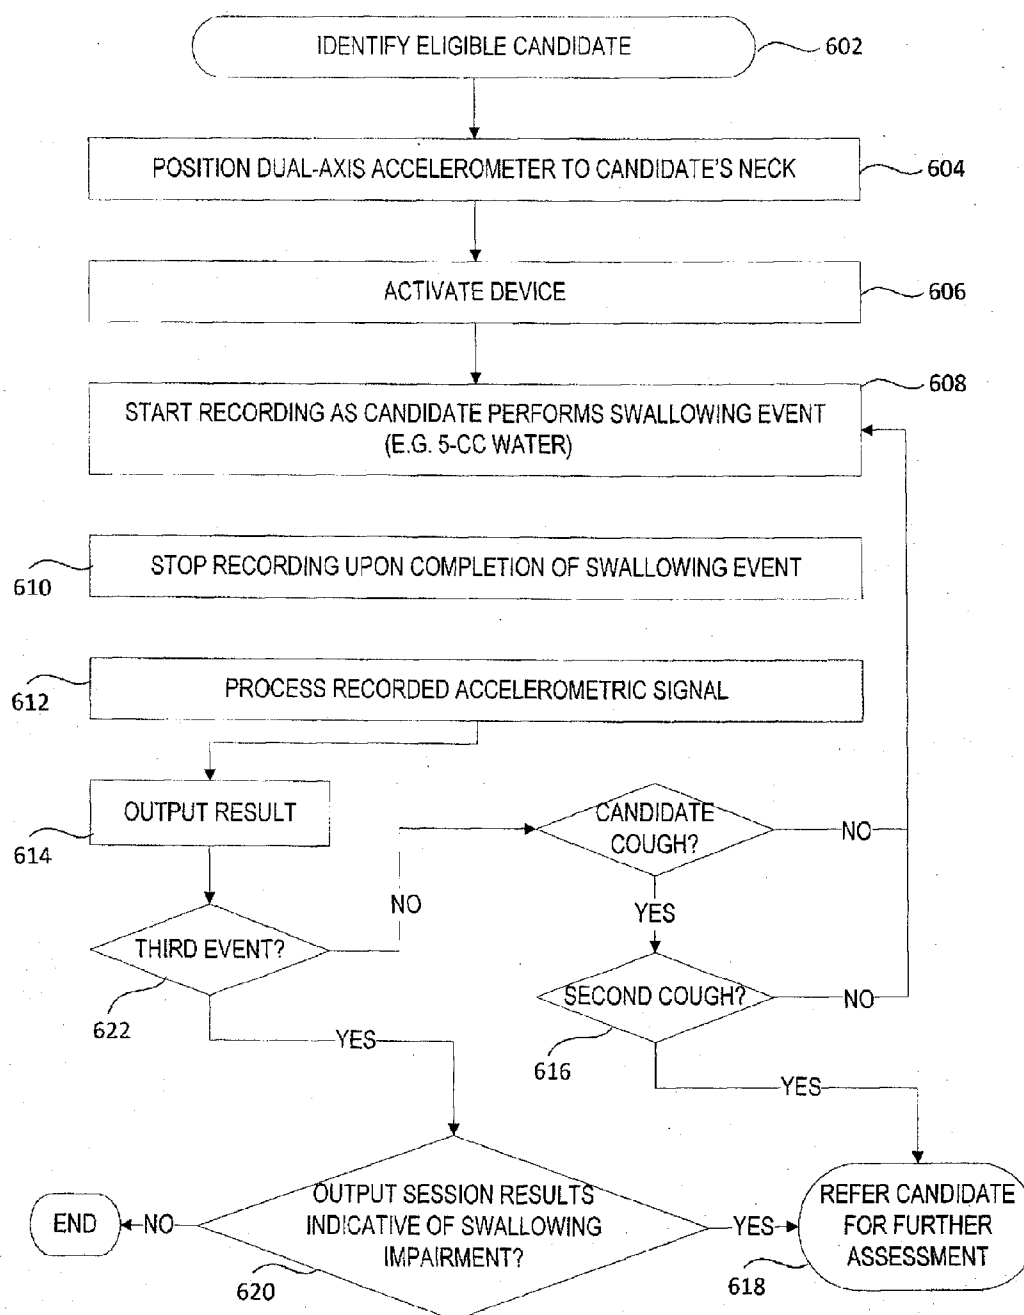 IDENTIFY ELIGIBLE CANDIDATE
602
POSITION DUAL-AXIS ACCELEROMETER TO CANDIDATE'S NECK
604
ACTIVATE DEVICE
606
608
START RECORDING AS CANDIDATE PERFORMS SWALLOWING EVENT
(E.G. 5-CC WATER)
STOP RECORDING UPON COMPLETION OF SWALLOWING EVENT
610
PROCESS RECORDED ACCELEROMETRIC SIGNAL
612
OUTPUT RESULT
614
CANDIDATE
COUGH?
NO
NO
YES
THIRD EVENT?
622
SECOND COUGH?
NO
616
YES
YES
OUTPUT SESSION RESULTS
INDICATIVE OF SWALLOWING
IMPAIRMENT?
620
END
NO
YES
REFER CANDIDATE
FOR FURTHER
ASSESSMENT
618